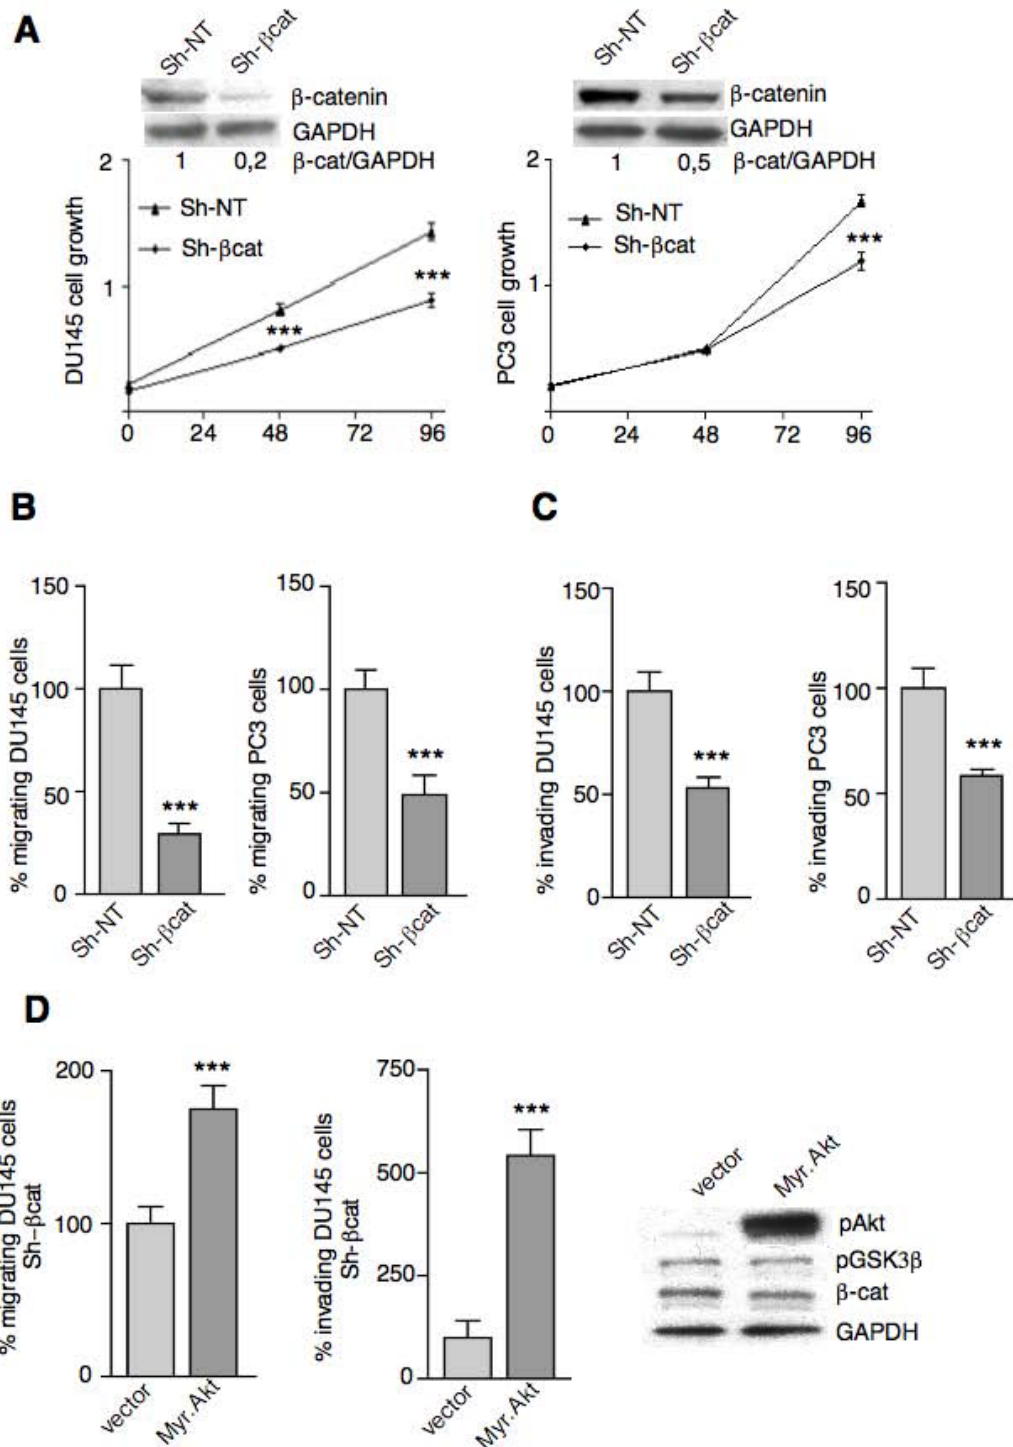 A
Sh-NT
Sh-βcat
β-catenin
GAPDH
1 0,2 β-cat/GAPDH
2
1
Sh-NT
Sh-βcat
***
***
DU145 cell growth
0 24 48 72 96
Sh-NT
Sh-βcat
β-catenin
GAPDH
1 0,5 β-cat/GAPDH
2
1
Sh-NT
Sh-βcat
***
PC3 cell growth
0 24 48 72 96
B
150
100
50
0
% migrating DU145 cells
***
Sh-NT
Sh-βcat
150
100
50
0
% migrating PC3 cells
***
Sh-NT
Sh-βcat
C
150
100
50
0
% invading DU145 cells
***
Sh-NT
Sh-βcat
150
100
50
0
% invading PC3 cells
***
Sh-NT
Sh-βcat
D
200
100
0
% migrating DU145 cells
Sh-βcat
***
vector
Myr.Akt
750
500
250
0
% invading DU145 cells
Sh-βcat
***
vector
Myr.Akt
vector
Myr.Akt
pAkt
pGSK3β
β-cat
GAPDH